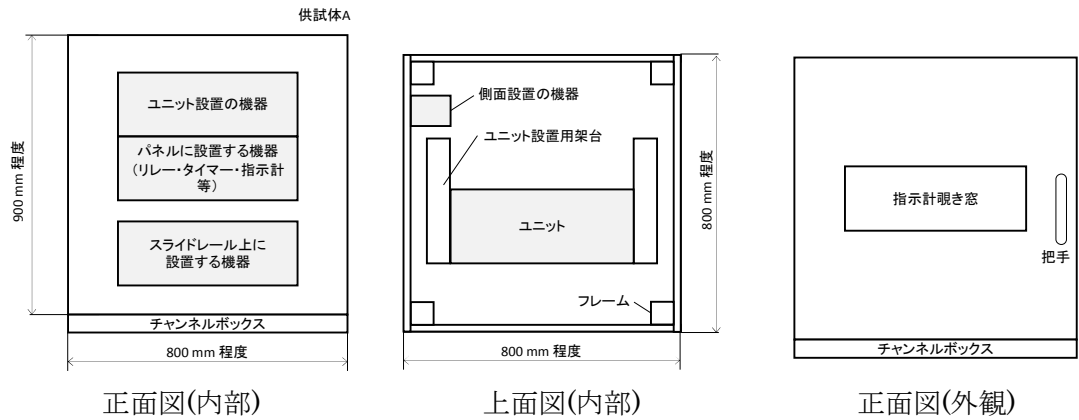 供試体A
ユニット設置の機器
パネルに設置する機器
(リレー・タイマー・指示計
等)
スライドレール上に
設置する機器
チャンネルボックス
900 mm 程度
800 mm 程度
正面図(内部)
側面設置の機器
ユニット設置用架台
ユニット
フレーム
800 mm 程度
800 mm 程度
上面図(内部)
指示計覗き窓
把手
チャンネルボックス
正面図(外観)